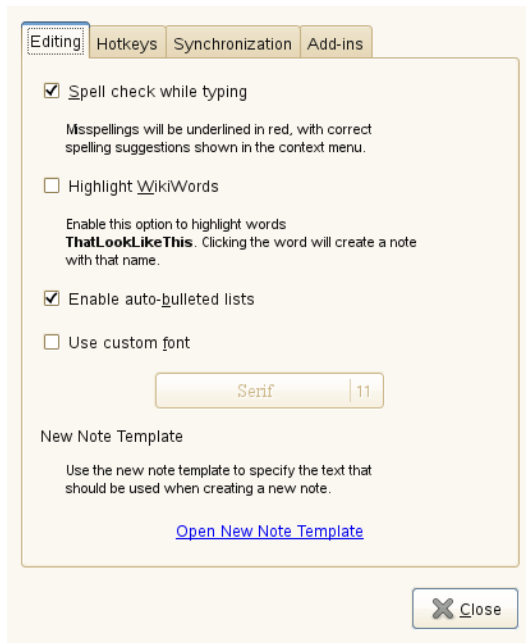 Editing Hotkeys Synchronization Add-ins
Spell check while typing
Misspellings will be underlined in red, with correct
spelling suggestions shown in the context menu.
Highlight WikiWords
Enable this option to highlight words
ThatLookLikeThis. Clicking the word will create a note
with that name.
Enable auto-bulleted lists
Use custom font
Serif 11
New Note Template
Use the new note template to specify the text that
should be used when creating a new note.
Open New Note Template
Close